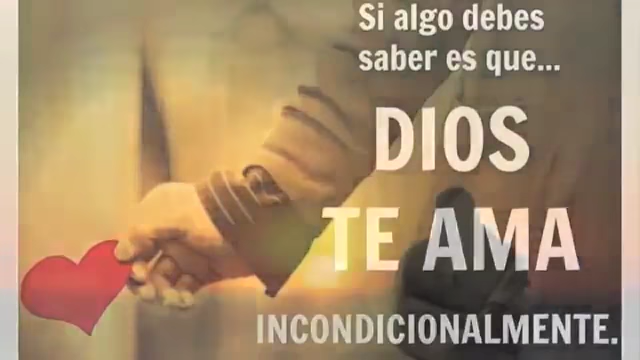 Si algo debes
saber es que...
DIOS
TE AMA
INCONDICIONALMENTE.